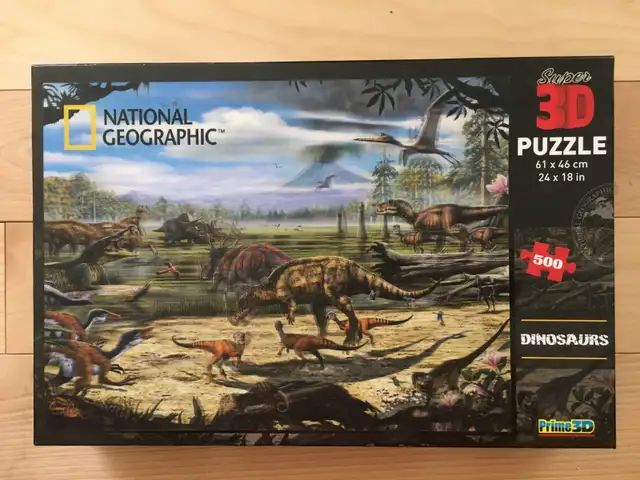 NATIONAL
GEOGRAPHIC™
Super
3D
PUZZLE
61 x 46 cm
24 x 18 in
500
DINOSAURS
Prime3D